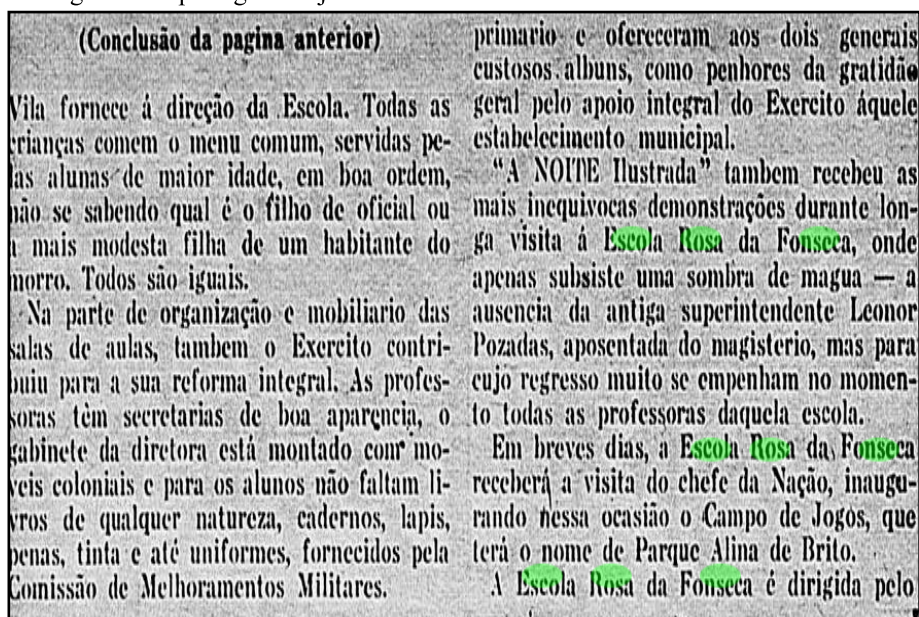 (Conclusão da pagina anterior)
Vila fornece á direção da Escola. Todas as
crianças comem o menu comum, servidas pe-
las alunas de maior idade, em boa ordem,
não se sabendo qual é o filho de oficial ou
a mais modesta filha de um habitante do
morro. Todos são iguais.
Na parte de organização e mobiliario das
salas de aulas, tambem o Exercito contri-
buiu para a sua reforma integral. As profes-
soras têm secretarias de boa aparencia, o
gabinete da diretora está montado com mo-
veis coloniais e para os alunos não faltam li-
vros de qualquer natureza, cadernos, lapis,
penas, tinta e até uniformes, fornecidos pela
Comissão de Melhoramentos Militares.
primario e ofereceram aos dois generais
custosos albuns, como penhores da gratidão
geral pelo apoio integral do Exercito áquele
estabelecimento municipal.
"A NOITE Ilustrada" tambem recebeu as
mais inequivocas demonstrações durante lon-
ga visita á Escola Rosa da Fonseca, onde
apenas subsiste uma sombra de magua — a
ausencia da antiga superintendente Leonor
Pozadas, aposentada do magisterio, mas para
cujo regresso muito se empenham no momen-
to todas as professoras daquela escola.
Em breves dias, a Escola Rosa da Fonseca
receberá a visita do chefe da Nação, inaugu-
rando nessa ocasião o Campo de Jogos, que
terá o nome de Parque Alina de Brito.
A Escola Rosa da Fonseca é dirigida pelo